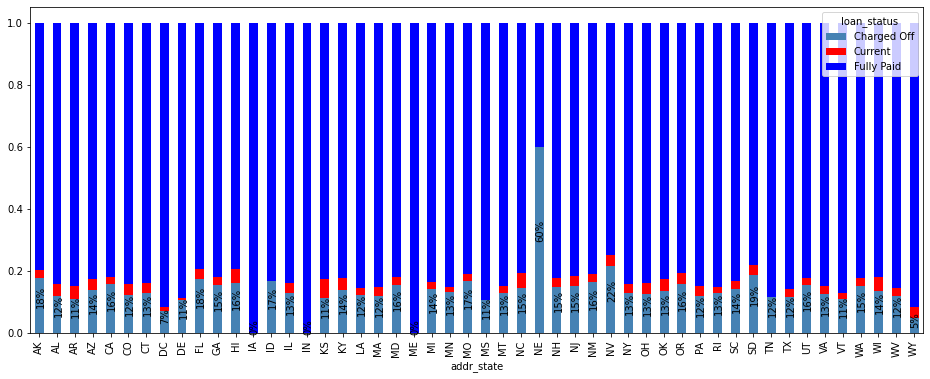 1.0
0.8
0.6
0.4
0.2
0.0
loan_status
Charged Off
Current
Fully Paid
18% 12% 11% 14% 16% 12% 13% 7% 11% 18% 15% 16% 17% 13% 11% 14% 12% 12% 16% 14% 13% 17% 11% 13% 15% 60% 15% 15% 16% 22% 13% 13% 13% 16% 12% 13% 14% 19% 12% 12% 16% 13% 11% 15% 14% 12% 5%
AK AL AR AZ CA CO CT DC DE FL GA HI IA ID IL IN KS KY LA MA MD ME MI MN MO MS MT NC NE NH NJ NM NV NY OH OK OR PA RI SC SD TN TX UT VA VT WA WI WV WY
addr_state